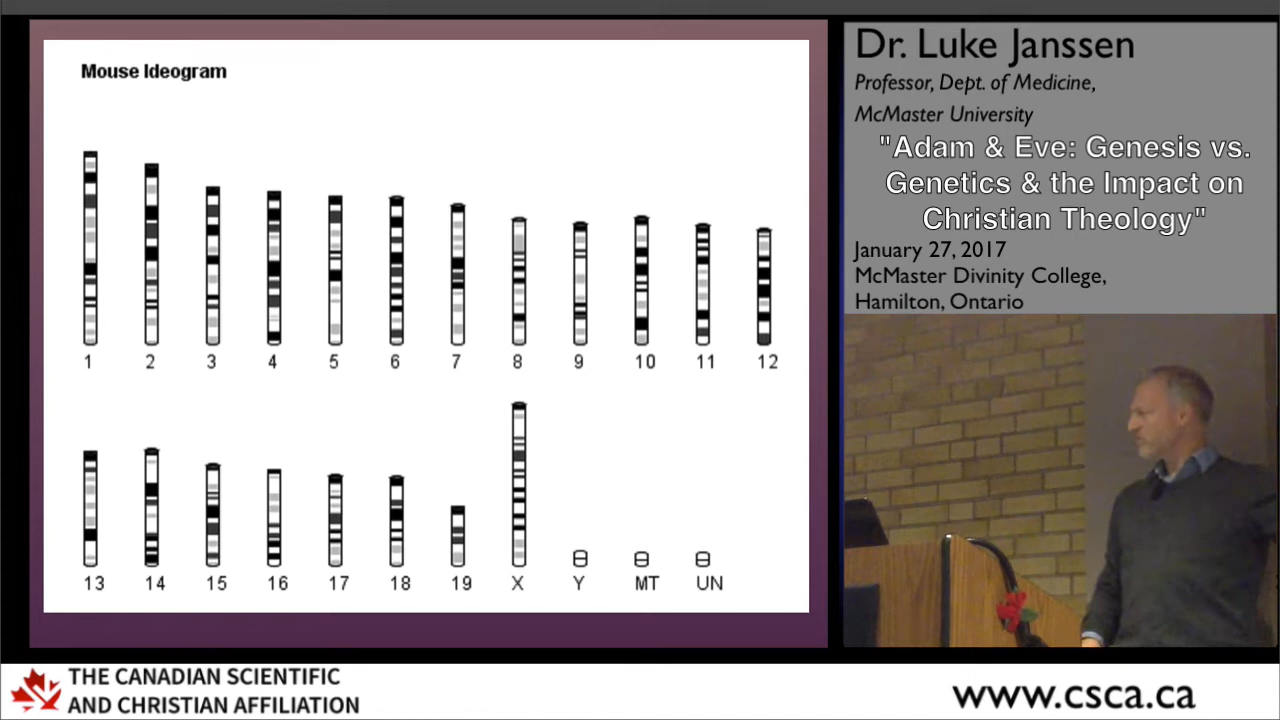 Mouse Ideogram
1 2 3 4 5 6 7 8 9 10 11 12
13 14 15 16 17 18 19 X Y MT UN
Dr. Luke Janssen
Professor, Dept. of Medicine,
McMaster University
"Adam & Eve: Genesis vs.
Genetics & the Impact on
Christian Theology"
January 27, 2017
McMaster Divinity College,
Hamilton, Ontario
THE CANADIAN SCIENTIFIC
AND CHRISTIAN AFFILIATION
www.csca.ca